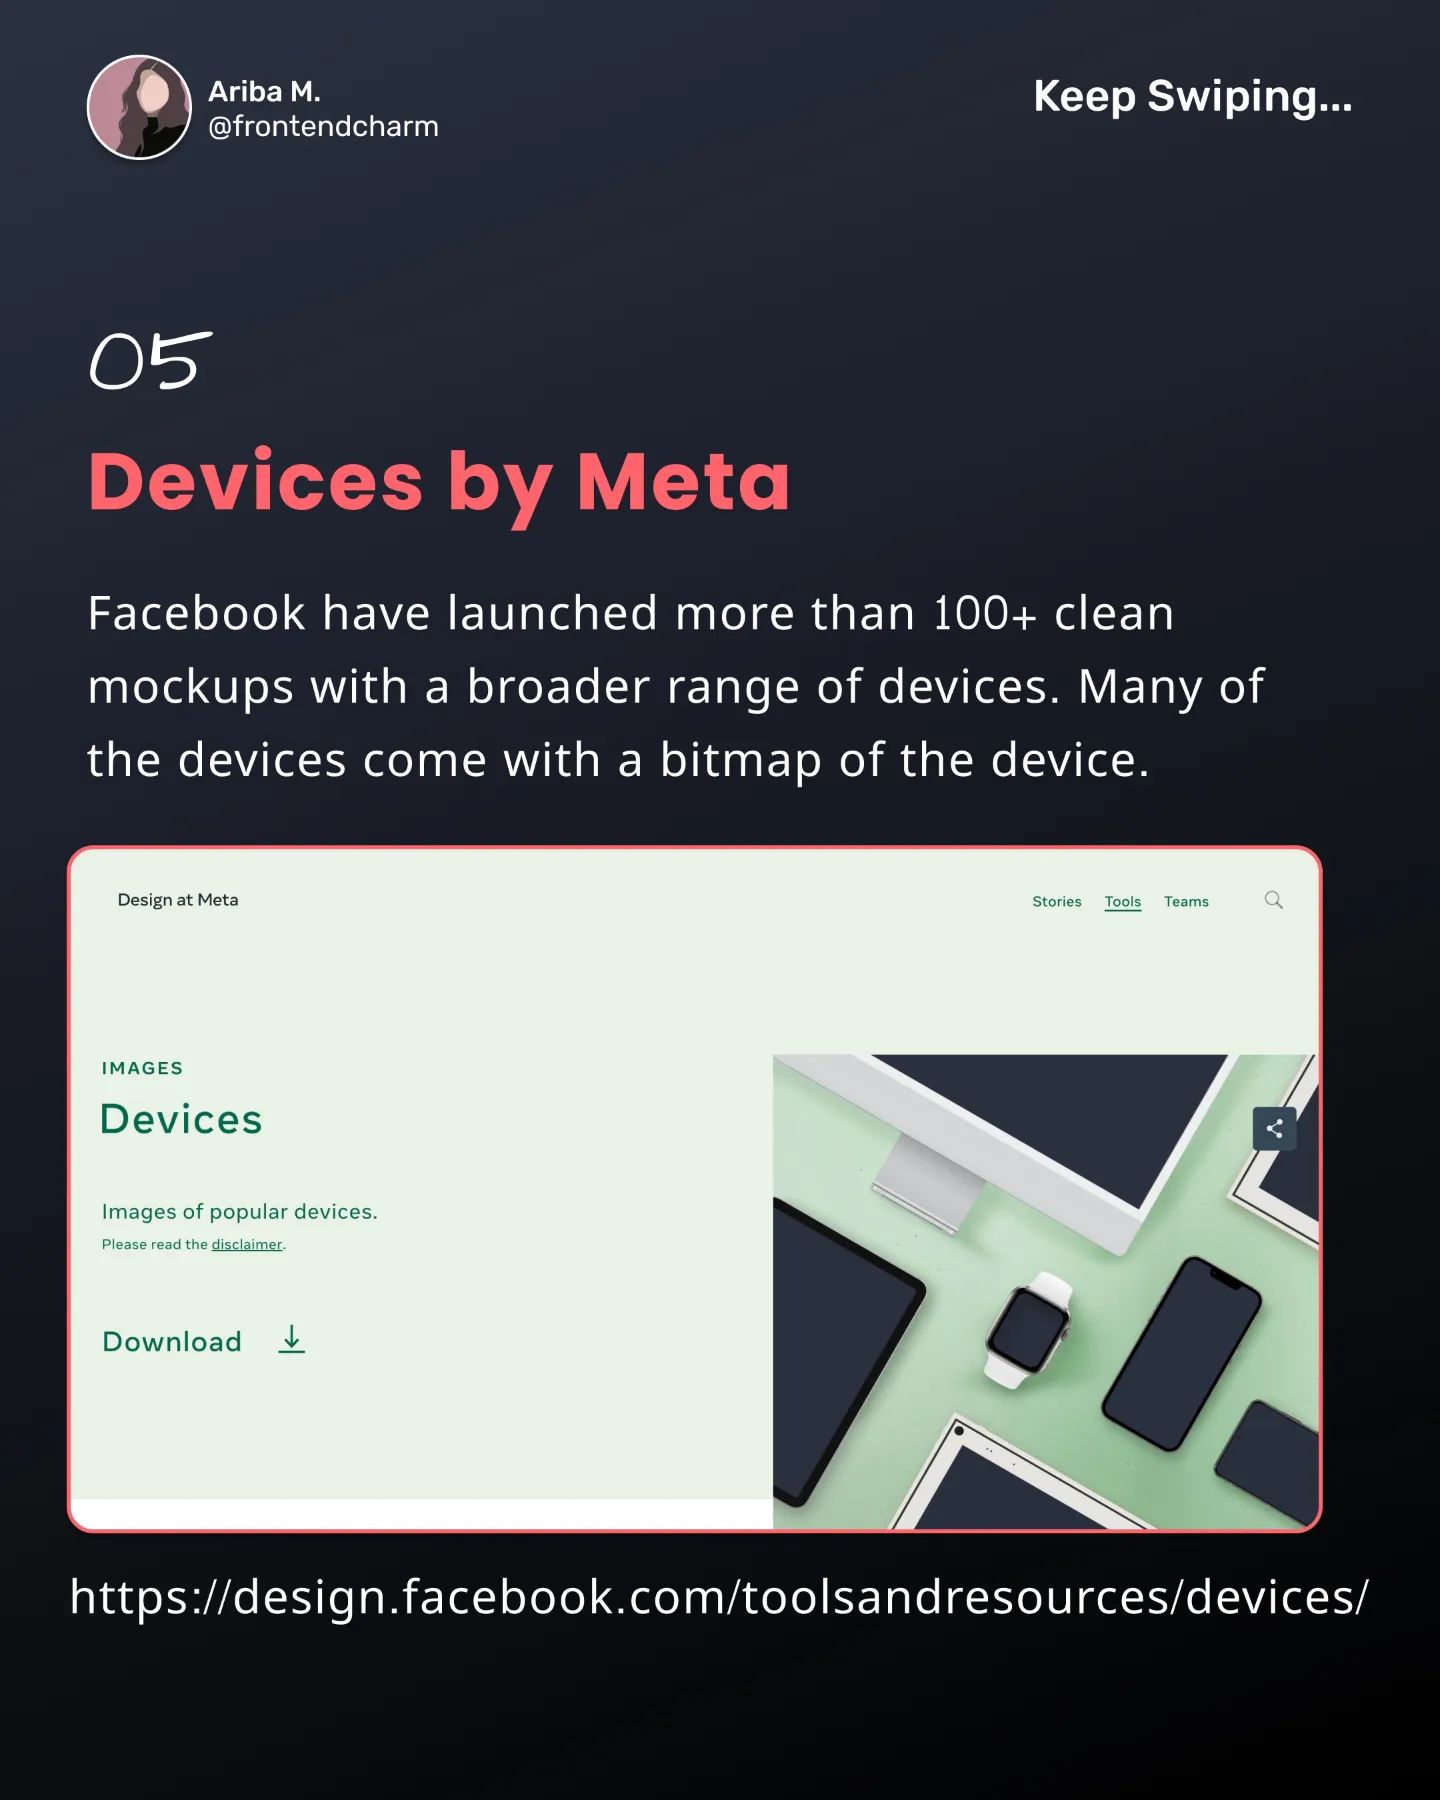 Ariba M.
@frontendcharm
Keep Swiping...
05
Devices by Meta
Facebook have launched more than 100+ clean
mockups with a broader range of devices. Many of
the devices come with a bitmap of the device.
Design at Meta
Stories Tools Teams
IMAGES
Devices
Images of popular devices.
Please read the disclaimer.
Download
https://design.facebook.com/toolsandresources/devices/